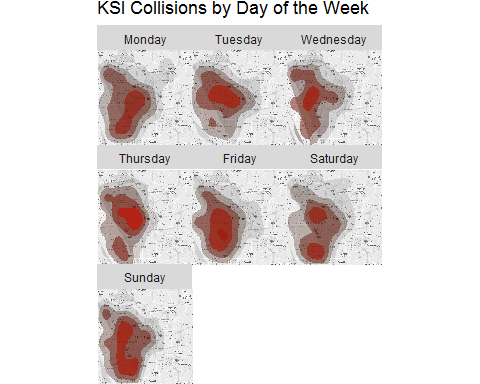 KSI Collisions by Day of the Week
Monday Tuesday Wednesday
Thursday Friday Saturday
Sunday